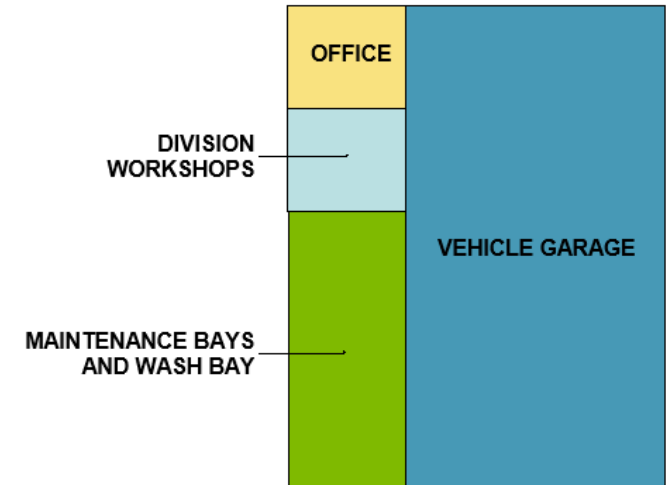 OFFICE
DIVISION
WORKSHOPS
VEHICLE GARAGE
MAINTENANCE BAYS
AND WASH BAY